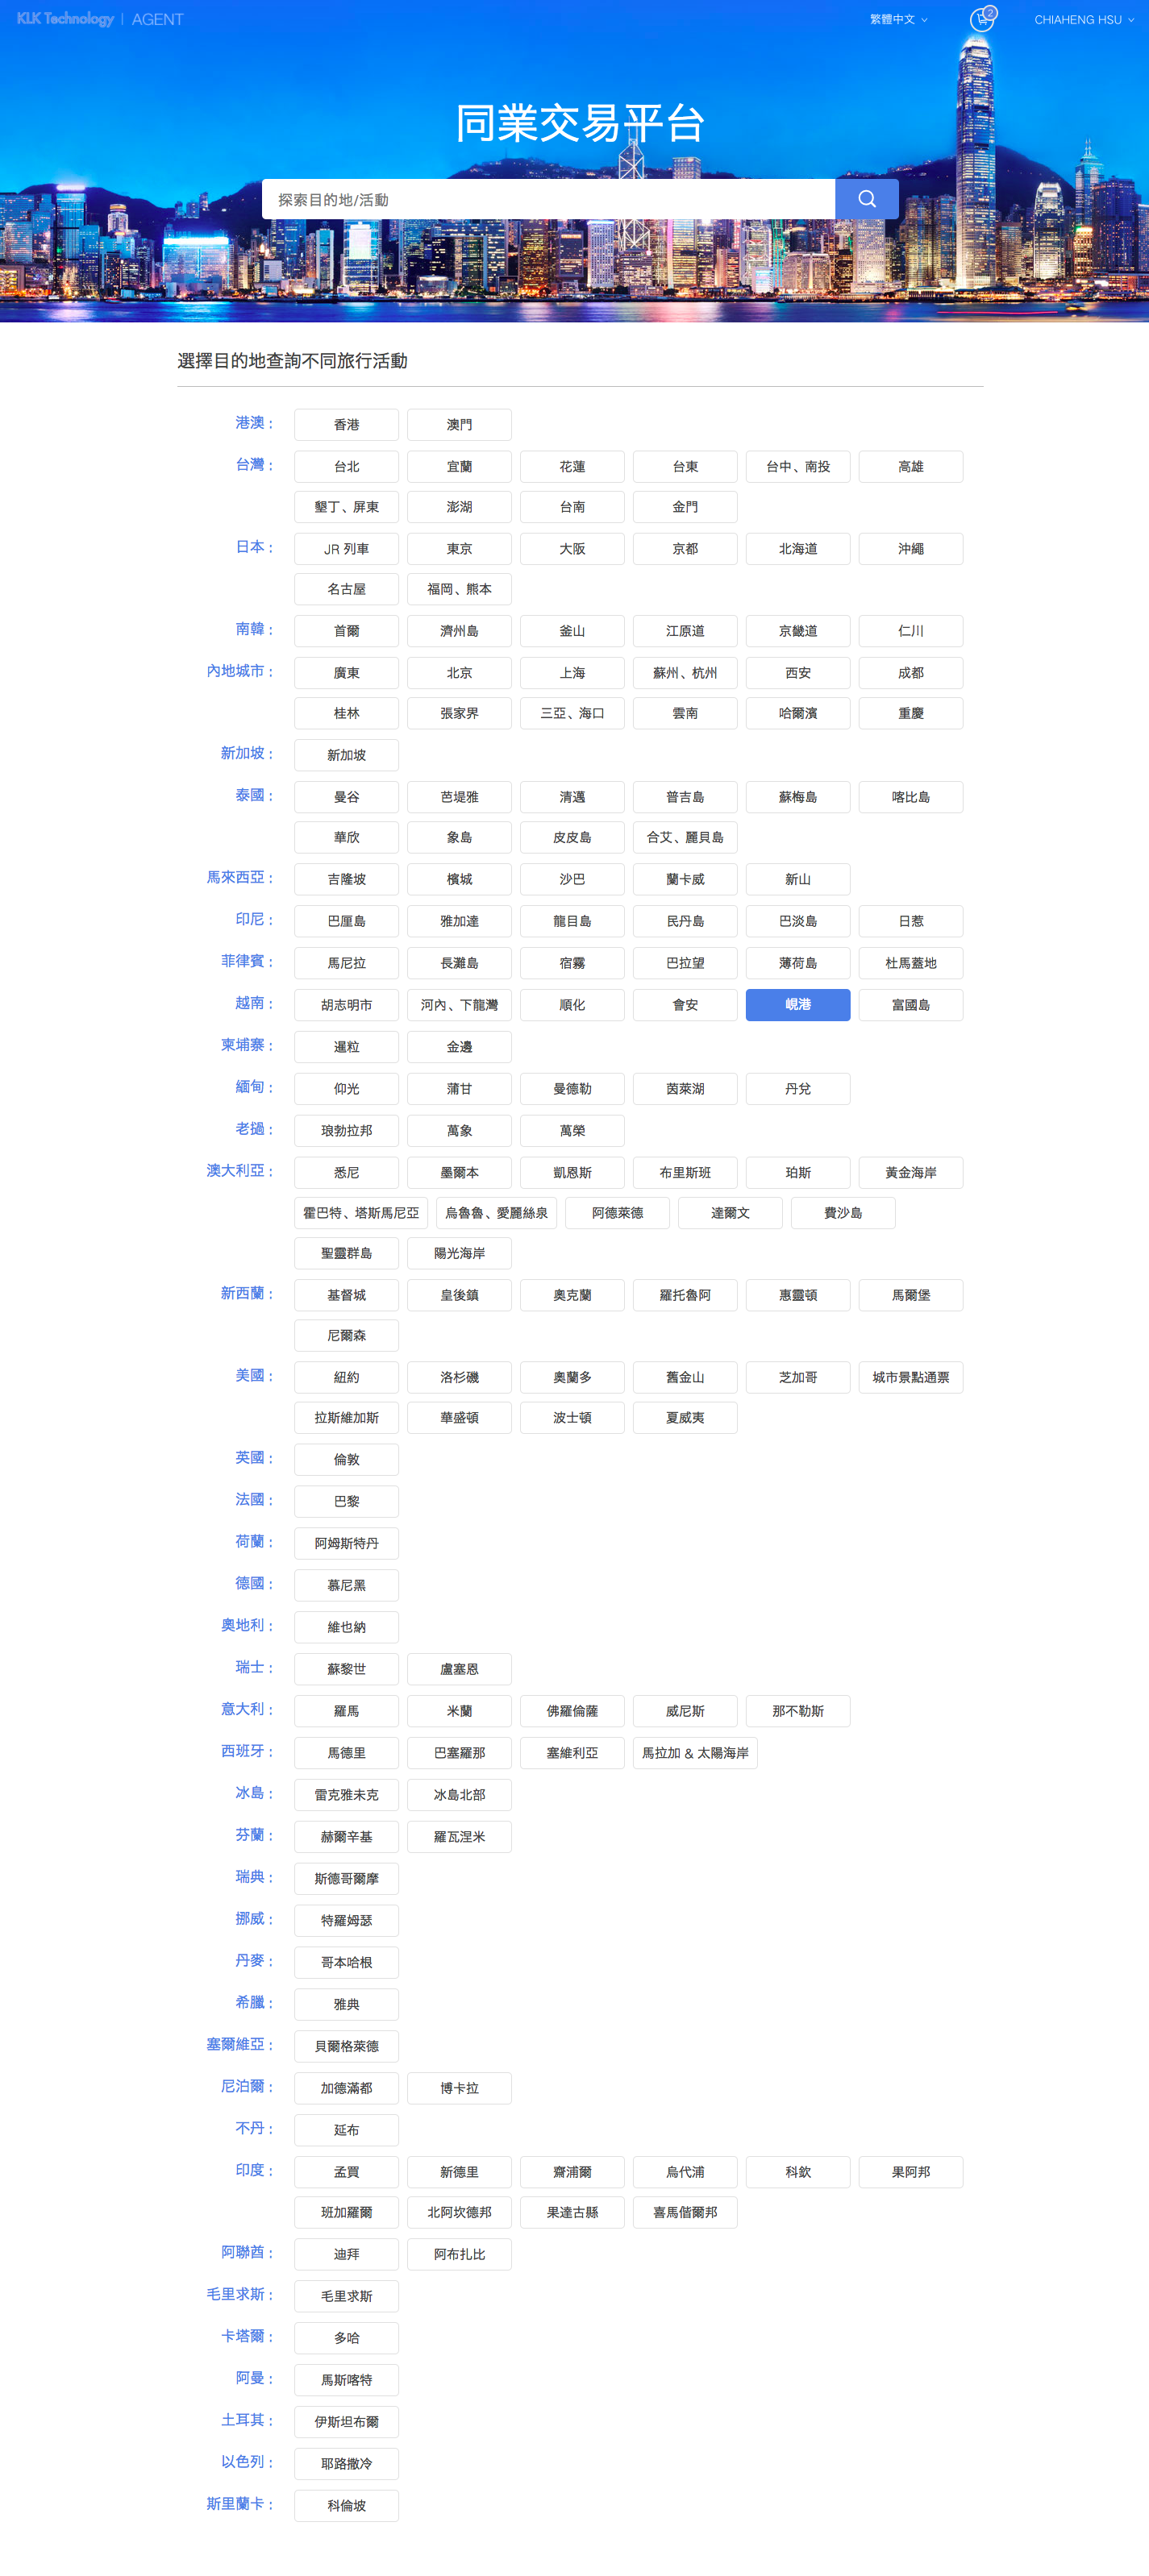 KLK Technology | AGENT
繁體中文
2
CHIAHENG HSU
同業交易平台
探索目的地/活動
選擇目的地查詢不同旅行活動
港澳 : 香港 澳門
台灣 : 台北 宜蘭 花蓮 台東 台中、南投 高雄
墾丁、屏東 澎湖 台南 金門
日本 : JR 列車 東京 大阪 京都 北海道 沖繩
名古屋 福岡、熊本
南韓 : 首爾 濟州島 釜山 江原道 京畿道 仁川
內地城市 : 廣東 北京 上海 蘇州、杭州 西安 成都
桂林 張家界 三亞、海口 雲南 哈爾濱 重慶
新加坡 : 新加坡
泰國 : 曼谷 芭堤雅 清邁 普吉島 蘇梅島 喀比島
華欣 象島 皮皮島 合艾、麗貝島
馬來西亞 : 吉隆坡 檳城 沙巴 蘭卡威 新山
印尼 : 巴厘島 雅加達 龍目島 民丹島 巴淡島 日惹
菲律賓 : 馬尼拉 長灘島 宿霧 巴拉望 薄荷島 杜馬蓋地
越南 : 胡志明市 河內、下龍灣 順化 會安 峴港 富國島
柬埔寨 : 暹粒 金邊
緬甸 : 仰光 蒲甘 曼德勒 茵萊湖 丹兌
老撾 : 琅勃拉邦 萬象 萬榮
澳大利亞 : 悉尼 墨爾本 凱恩斯 布里斯班 珀斯 黃金海岸
霍巴特、塔斯馬尼亞 烏魯魯、愛麗絲泉 阿德萊德 達爾文 費沙島
聖靈群島 陽光海岸
新西蘭 : 基督城 皇後鎮 奧克蘭 羅托魯阿 惠靈頓 馬爾堡
尼爾森
美國 : 紐約 洛杉磯 奧蘭多 舊金山 芝加哥 城市景點通票
拉斯維加斯 華盛頓 波士頓 夏威夷
英國 : 倫敦
法國 : 巴黎
荷蘭 : 阿姆斯特丹
德國 : 慕尼黑
奧地利 : 維也納
瑞士 : 蘇黎世 盧塞恩
意大利 : 羅馬 米蘭 佛羅倫薩 威尼斯 那不勒斯
西班牙 : 馬德里 巴塞羅那 塞維利亞 馬拉加 & 太陽海岸
冰島 : 雷克雅未克 冰島北部
芬蘭 : 赫爾辛基 羅瓦涅米
瑞典 : 斯德哥爾摩
挪威 : 特羅姆瑟
丹麥 : 哥本哈根
希臘 : 雅典
塞爾維亞 : 貝爾格萊德
尼泊爾 : 加德滿都 博卡拉
不丹 : 延布
印度 : 孟買 新德里 齋浦爾 烏代浦 科欽 果阿邦
班加羅爾 北阿坎德邦 果達古縣 喜馬偕爾邦
阿聯酋 : 迪拜 阿布扎比
毛里求斯 : 毛里求斯
卡塔爾 : 多哈
阿曼 : 馬斯喀特
土耳其 : 伊斯坦布爾
以色列 : 耶路撒冷
斯里蘭卡 : 科倫坡